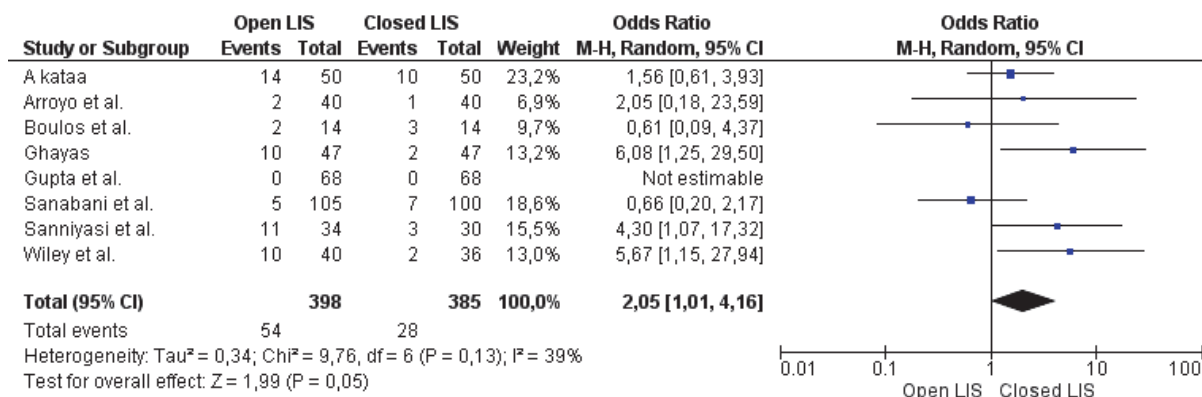 Open LIS Closed LIS Odds Ratio Odds Ratio
Study or Subgroup Events Total Events Total Weight M-H, Random, 95% CI M-H, Random, 95% CI
A kataa 14 50 10 50 23,2% 1,56 [0,61, 3,93]
Arroyo et al. 2 40 1 40 6,9% 2,05 [0,18, 23,59]
Boulos et al. 2 14 3 14 9,7% 0,61 [0,09, 4,37]
Ghayas 10 47 2 47 13,2% 6,08 [1,25, 29,50]
Gupta et al. 0 68 0 68 Not estimable
Sanabani et al. 5 105 7 100 18,6% 0,66 [0,20, 2,17]
Sanniyasi et al. 11 34 3 30 15,5% 4,30 [1,07, 17,32]
Wiley et al. 10 40 2 36 13,0% 5,67 [1,15, 27,94]
Total (95% CI) 398 385 100,0% 2,05 [1,01, 4,16]
Total events 54 28
Heterogeneity: Tau² = 0,34; Chi² = 9,76, df = 6 (P = 0,13); I² = 39%
Test for overall effect: Z = 1,99 (P = 0,05)
0.01 0.1 1 10 100
Open LIS Closed LIS